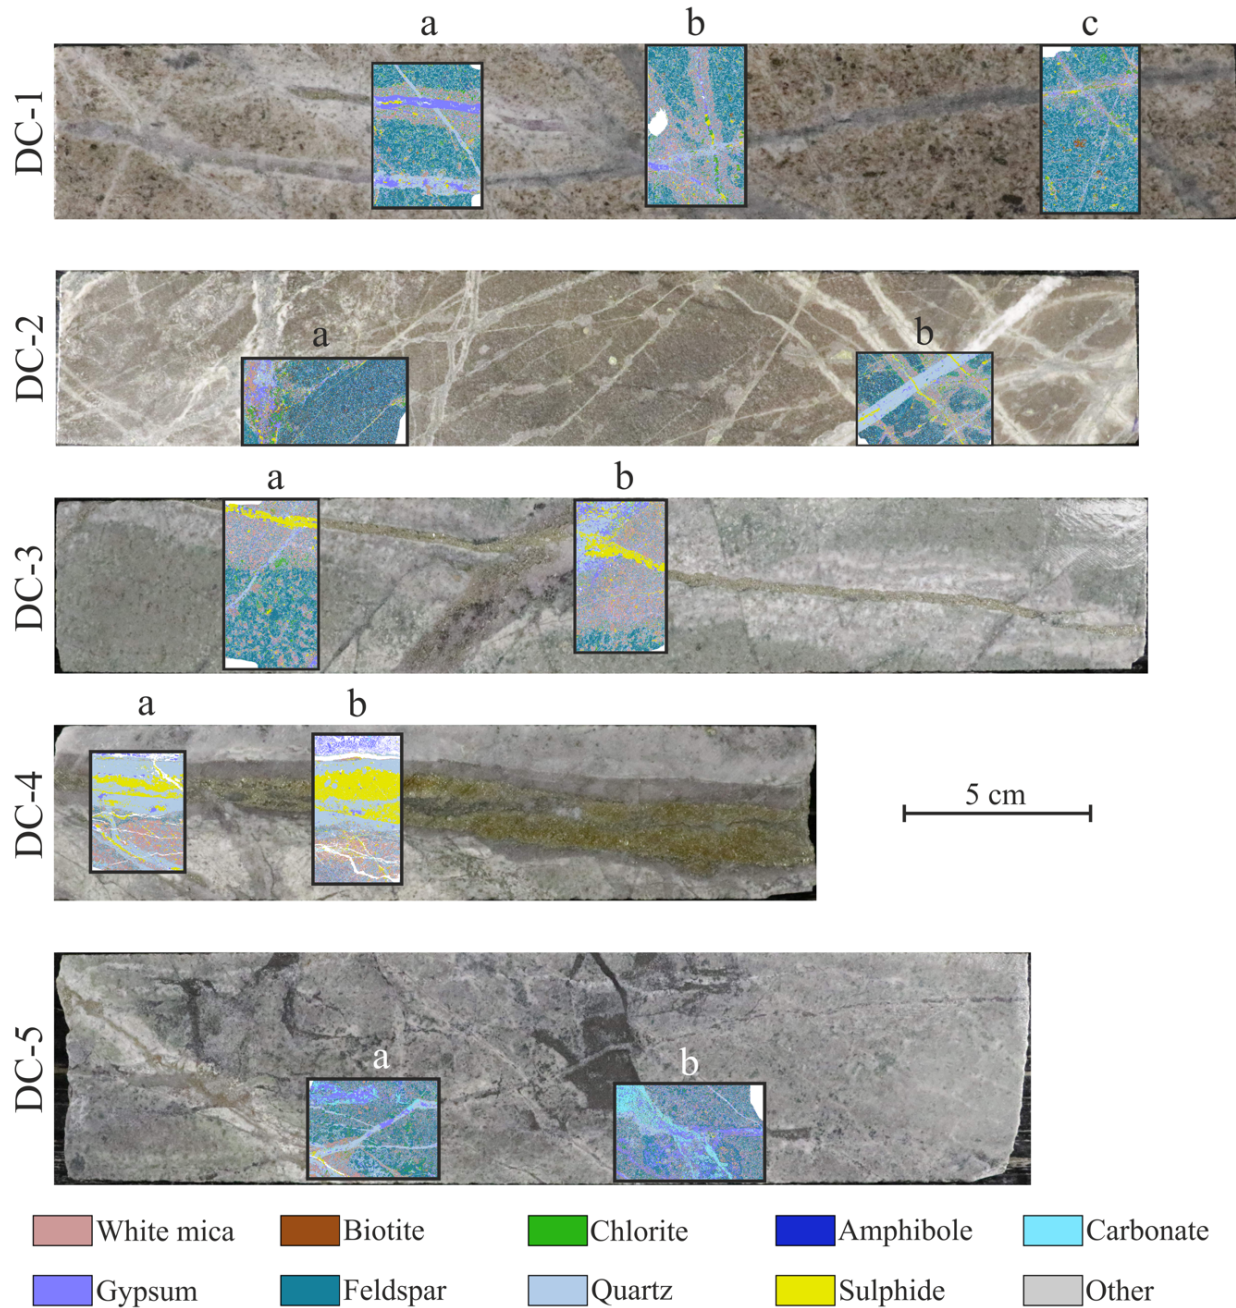 a b c
DC-1
DC-2
a b
DC-3
a b
DC-4
a b
5 cm
DC-5
a b
White mica Biotite Chlorite Amphibole Carbonate
Gypsum Feldspar Quartz Sulphide Other